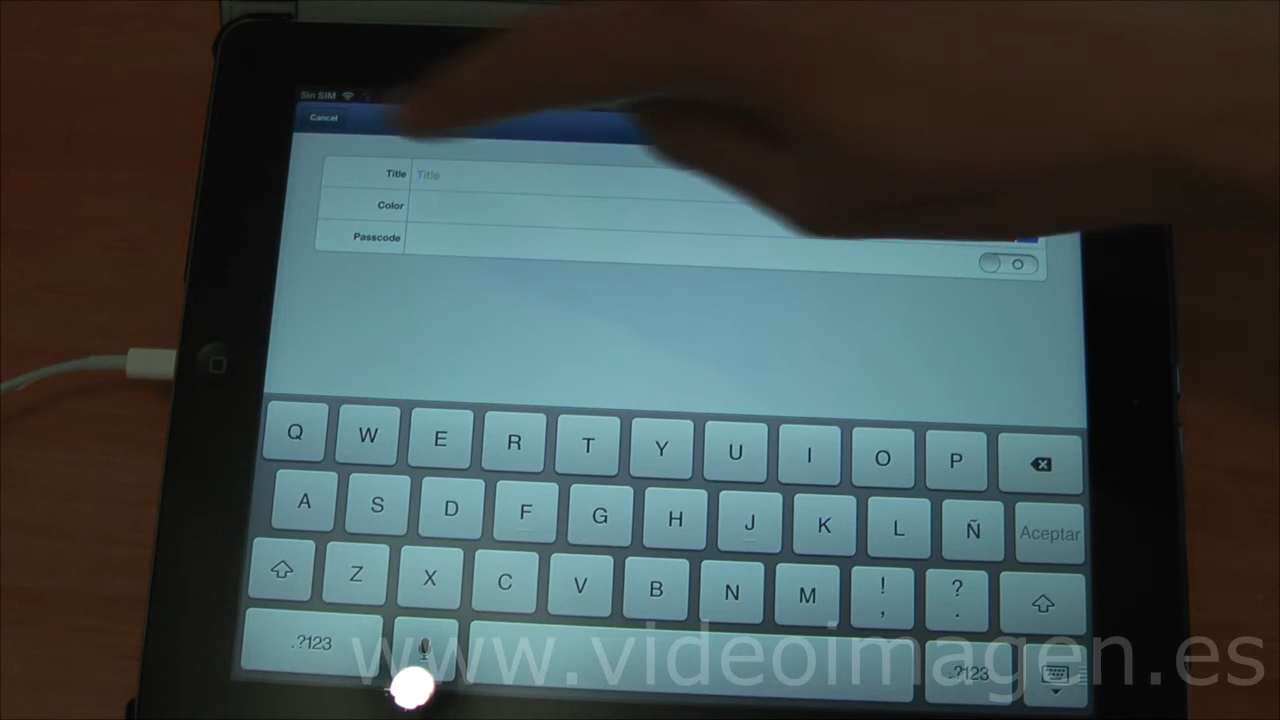 Sin SIM
Cancel
Title Title
Color
Passcode
O
Q W E R T Y U I O P
A S D F G H J K L Ñ Aceptar
Z X C V B N M ! , ? .
.?123 .?123
www.videoimagen.es